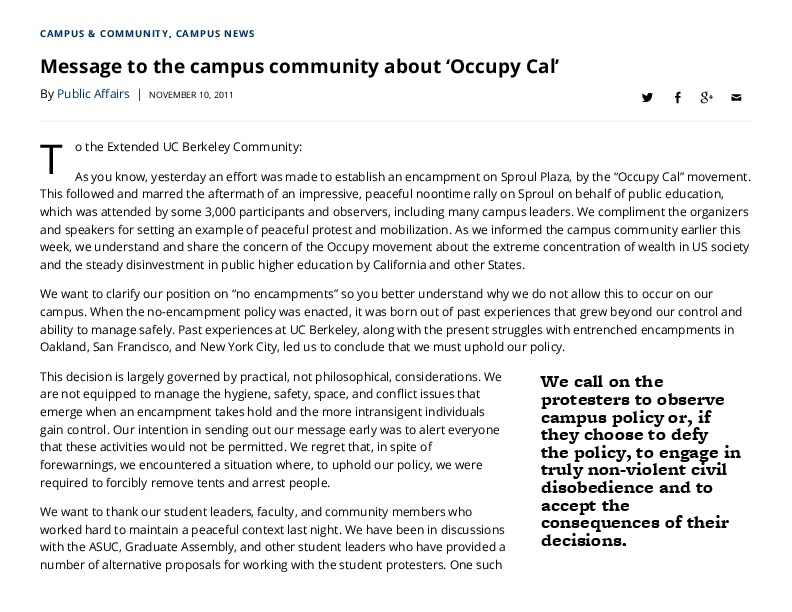 CAMPUS & COMMUNITY, CAMPUS NEWS
Message to the campus community about ‘Occupy Cal’
By Public Affairs | NOVEMBER 10, 2011
To the Extended UC Berkeley Community:
As you know, yesterday an effort was made to establish an encampment on Sproul Plaza, by the “Occupy Cal” movement.
This followed and marred the aftermath of an impressive, peaceful noontime rally on Sproul on behalf of public education,
which was attended by some 3,000 participants and observers, including many campus leaders. We compliment the organizers
and speakers for setting an example of peaceful protest and mobilization. As we informed the campus community earlier this
week, we understand and share the concern of the Occupy movement about the extreme concentration of wealth in US society
and the steady disinvestment in public higher education by California and other States.
We want to clarify our position on “no encampments” so you better understand why we do not allow this to occur on our
campus. When the no-encampment policy was enacted, it was born out of past experiences that grew beyond our control and
ability to manage safely. Past experiences at UC Berkeley, along with the present struggles with entrenched encampments in
Oakland, San Francisco, and New York City, led us to conclude that we must uphold our policy.
This decision is largely governed by practical, not philosophical, considerations. We
are not equipped to manage the hygiene, safety, space, and conflict issues that
emerge when an encampment takes hold and the more intransigent individuals
gain control. Our intention in sending out our message early was to alert everyone
that these activities would not be permitted. We regret that, in spite of
forewarnings, we encountered a situation where, to uphold our policy, we were
required to forcibly remove tents and arrest people.
We want to thank our student leaders, faculty, and community members who
worked hard to maintain a peaceful context last night. We have been in discussions
with the ASUC, Graduate Assembly, and other student leaders who have provided a
number of alternative proposals for working with the student protesters. One such
We call on the
protesters to observe
campus policy or, if
they choose to defy
the policy, to engage in
truly non-violent civil
disobedience and to
accept the
consequences of their
decisions.